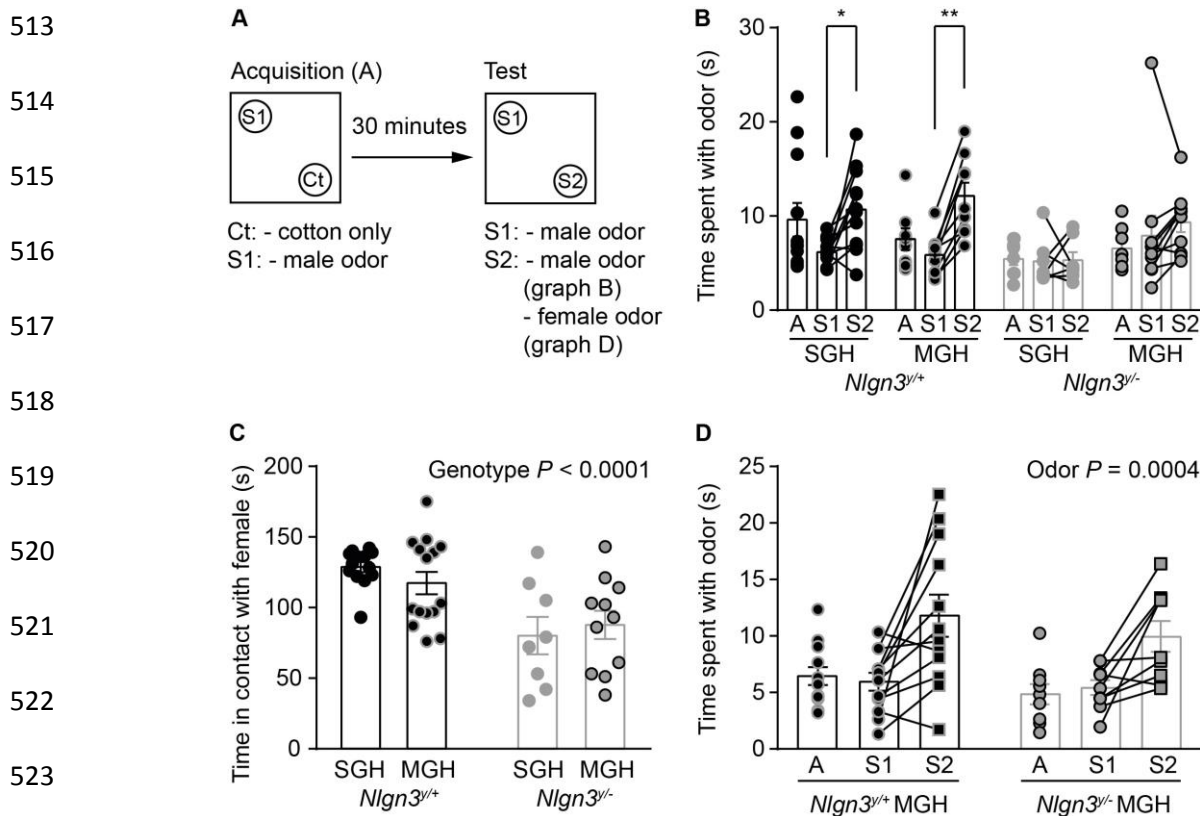 513
514
515
516
517
518
519
520
521
522
523
A
Acquisition (A)
S1
Ct
30 minutes
Test
S1
S2
Ct: - cotton only
S1: - male odor
S1: - male odor
S2: - male odor
(graph B)
- female odor
(graph D)
B
Time spent with odor (s)
30
20
10
0
*
**
A S1 S2 A S1 S2 A S1 S2 A S1 S2
SGH MGH SGH MGH
Nlgn3y/+ Nlgn3y/-
C
Genotype P < 0.0001
Time in contact with female (s)
200
150
100
50
0
SGH MGH SGH MGH
Nlgn3y/+ Nlgn3y/-
D
Odor P = 0.0004
Time spent with odor (s)
25
20
15
10
5
0
A S1 S2 A S1 S2
Nlgn3y/+ MGH Nlgn3y/- MGH